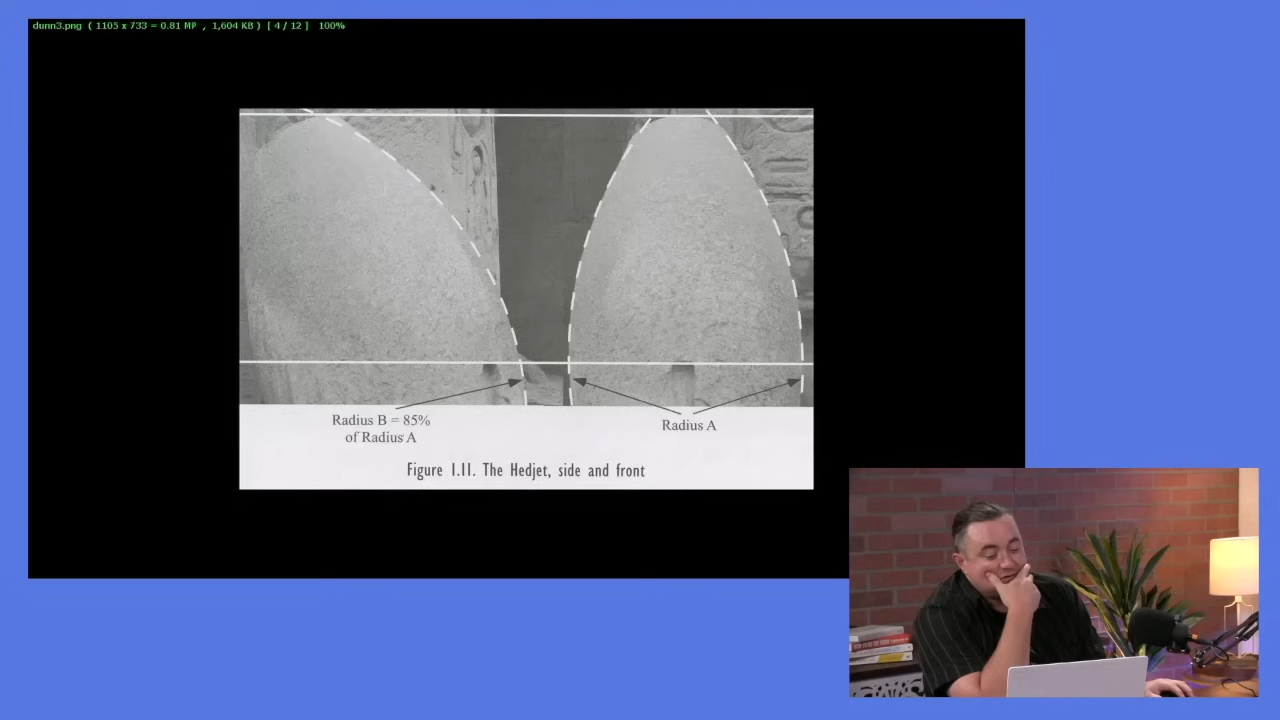 dunn3.png ( 1105 x 733 = 0.81 MP , 1,604 KB ) [ 4 / 12 ] 100%
Radius B = 85%
of Radius A
Radius A
Figure 1.11. The Hedjet, side and front